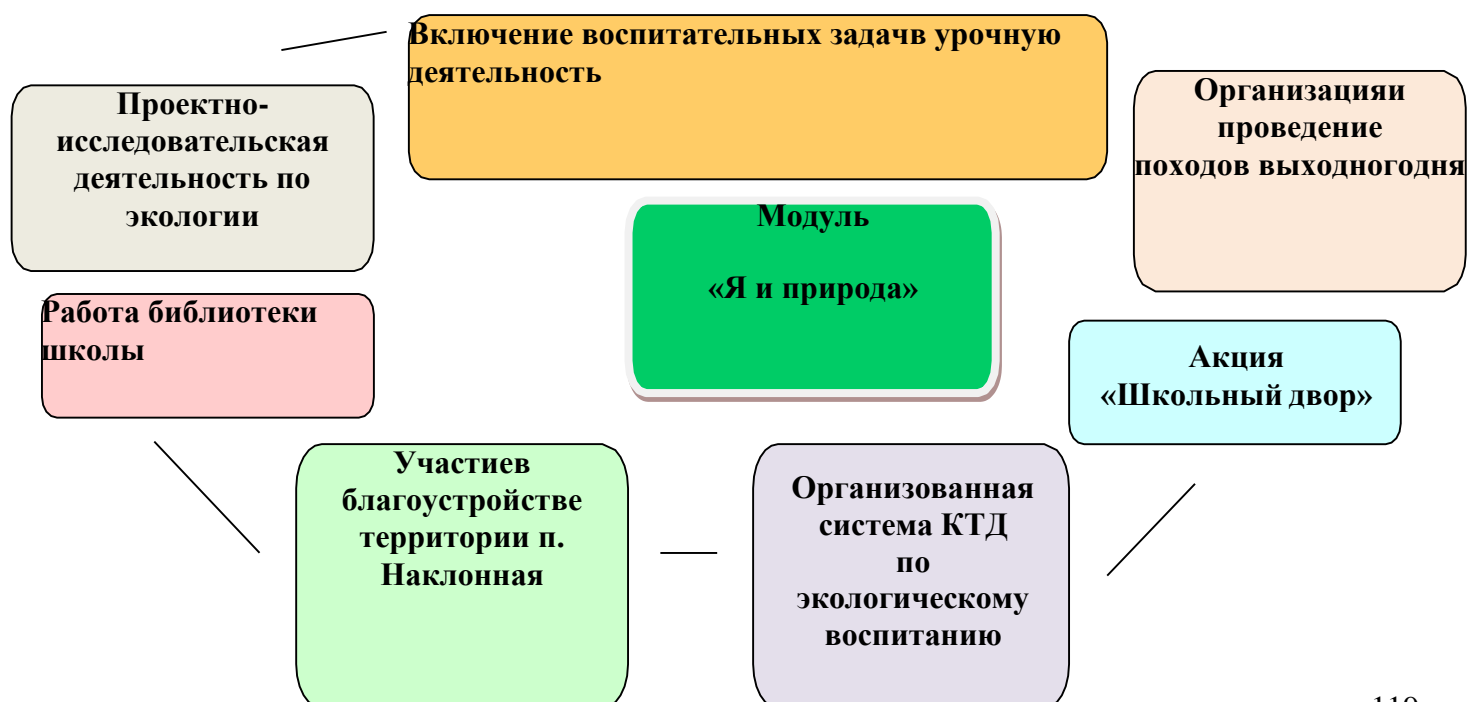 Включение воспитательных задачв урочную
деятельность
Проектно-
исследовательская
деятельность по
экологии
Организацияи
проведение
походов выходногодня
Модуль
«Я и природа»
Работа библиотеки
школы
Акция
«Школьный двор»
Участиев
благоустройстве
территории п.
Наклонная
Организованная
система КТД
по
экологическому
воспитанию